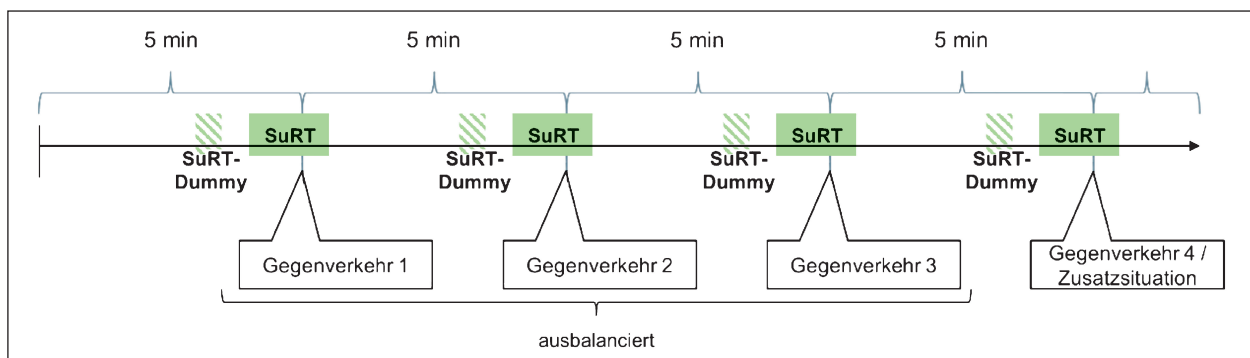 5 min
5 min
5 min
5 min
SuRT
SuRT
SuRT
SuRT
SuRT-
Dummy
SuRT-
Dummy
SuRT-
Dummy
SuRT-
Dummy
Gegenverkehr 1
Gegenverkehr 2
Gegenverkehr 3
Gegenverkehr 4 /
Zusatzsituation
ausbalanciert